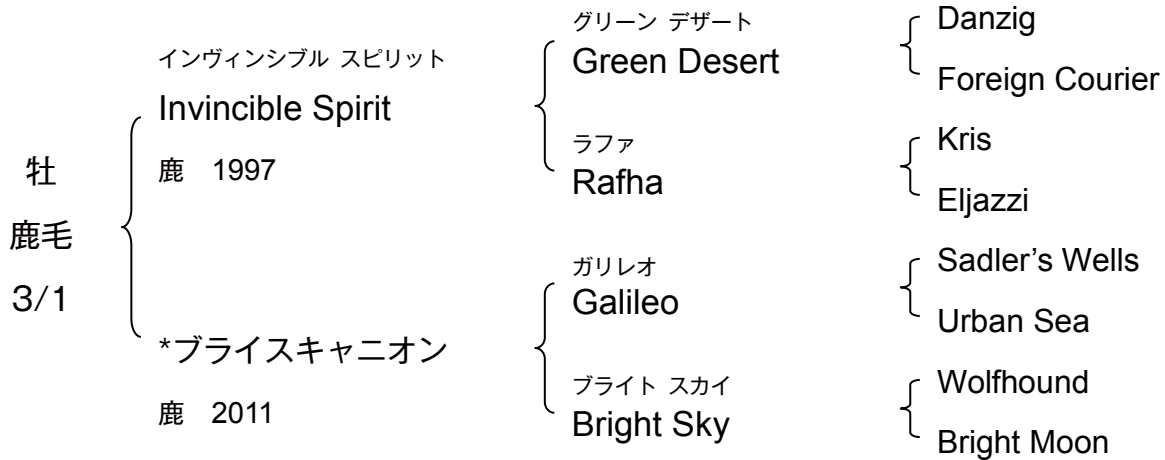 牡
鹿毛
3/1
インヴィンシブル スピリット
Invincible Spirit
鹿 1997
*ブライスキャニオン
鹿 2011
グリーン デザート
Green Desert
ラファ
Rafha
ガリレオ
Galileo
ブライト スカイ
Bright Sky
Danzig
Foreign Courier
Kris
Eljazzi
Sadler’s Wells
Urban Sea
Wolfhound
Bright Moon